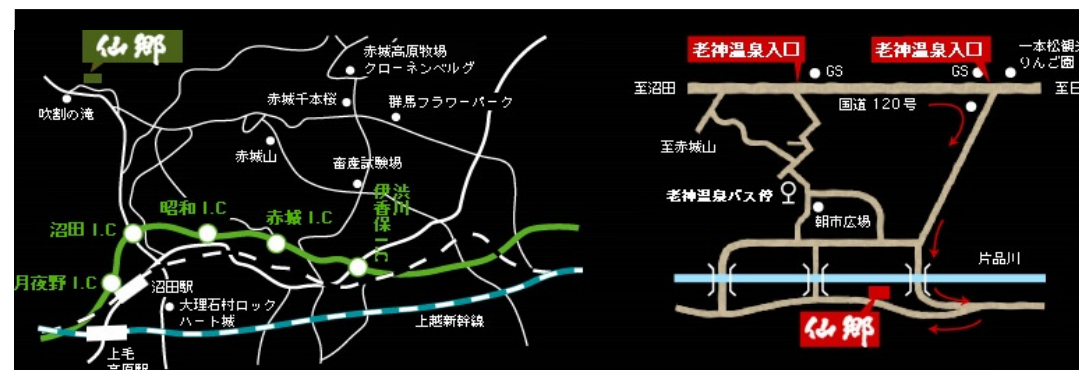 仙郷
赤城高原牧場
クローネンベルグ
吹割の滝
赤城千本桜
群馬フラワーパーク
赤城山
畜産試験場
昭和 I.C
沼田 I.C
赤城 I.C
渋川
伊香保 I.C
月夜野 I.C
沼田駅
大理石村ロック
ハート城
上越新幹線
上毛
高原駅
老神温泉入口
老神温泉入口
一本松観光
りんご園
GS
GS
至沼田
国道120号
至日
至赤城山
老神温泉バス停
朝市広場
片品川
仙郷